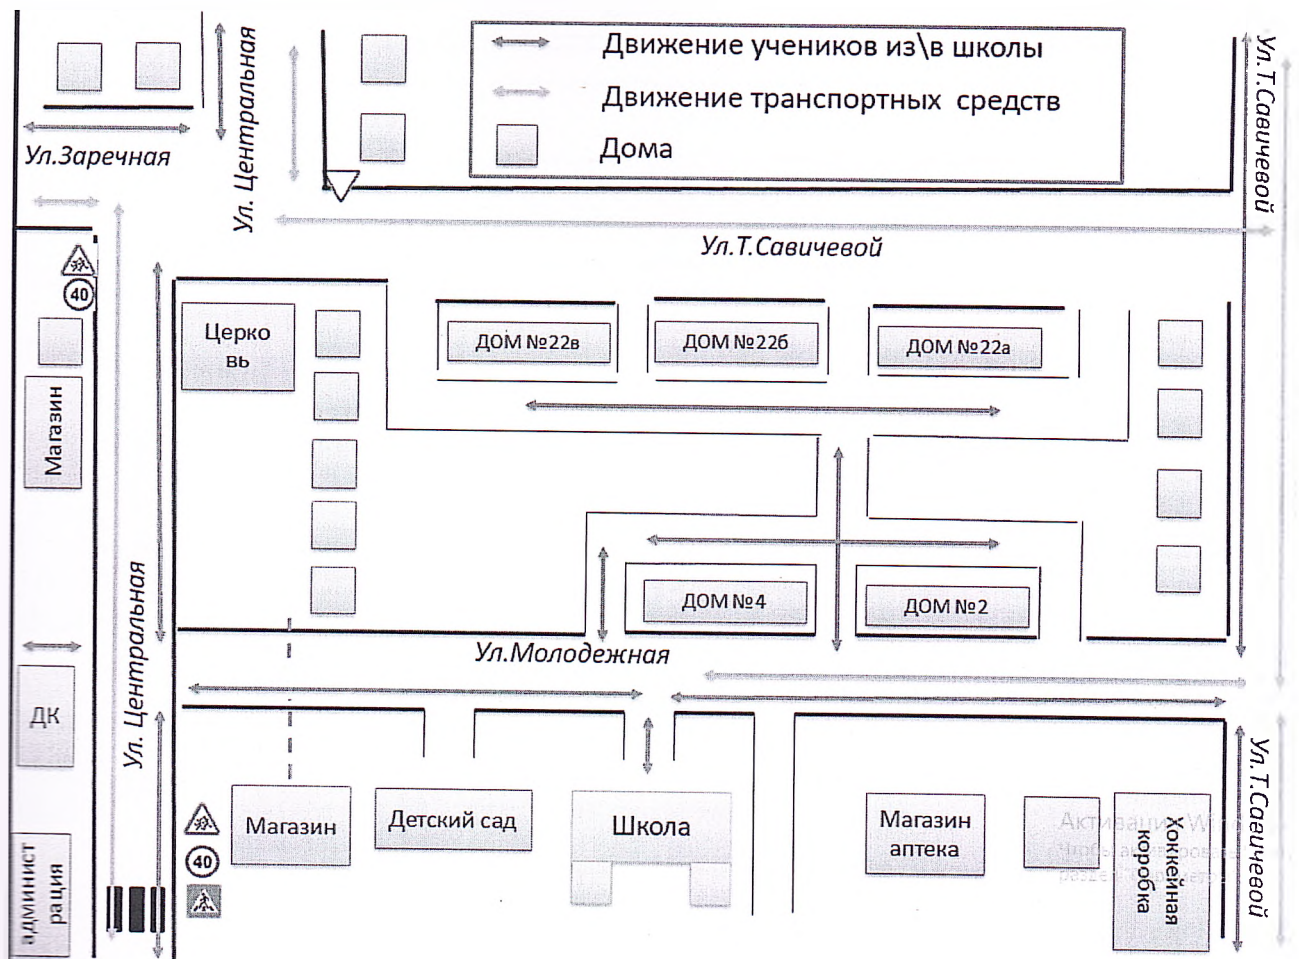 Движение учеников из\в школы
Движение транспортных средств
Дома
Ул.Заречная
Ул. Центральная
Ул.Т.Савичевой
Ул.Т.Савичевой
40
Церко
вь
ДОМ №22в
ДОМ №22б
ДОМ №22а
Магазин
ДОМ №4
ДОМ №2
Ул. Центральная
Ул.Молодежная
ДК
Магазин
Детский сад
Школа
Магазин
аптека
Хоккейная
коробка
Ул.Т.Савичевой
40
админист
рация